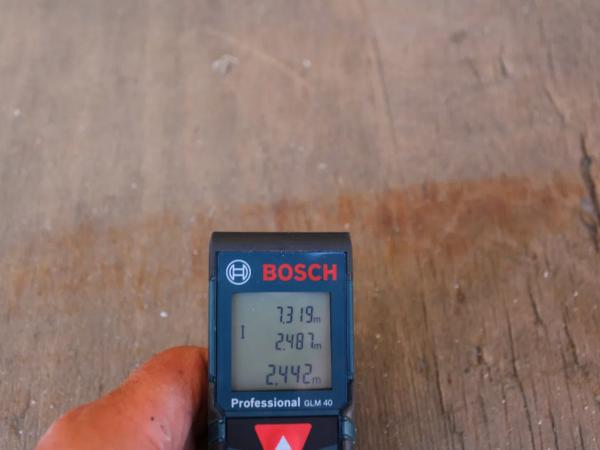 BOSCH
7.319m
2.487m
2.442m
Professional GLM 40